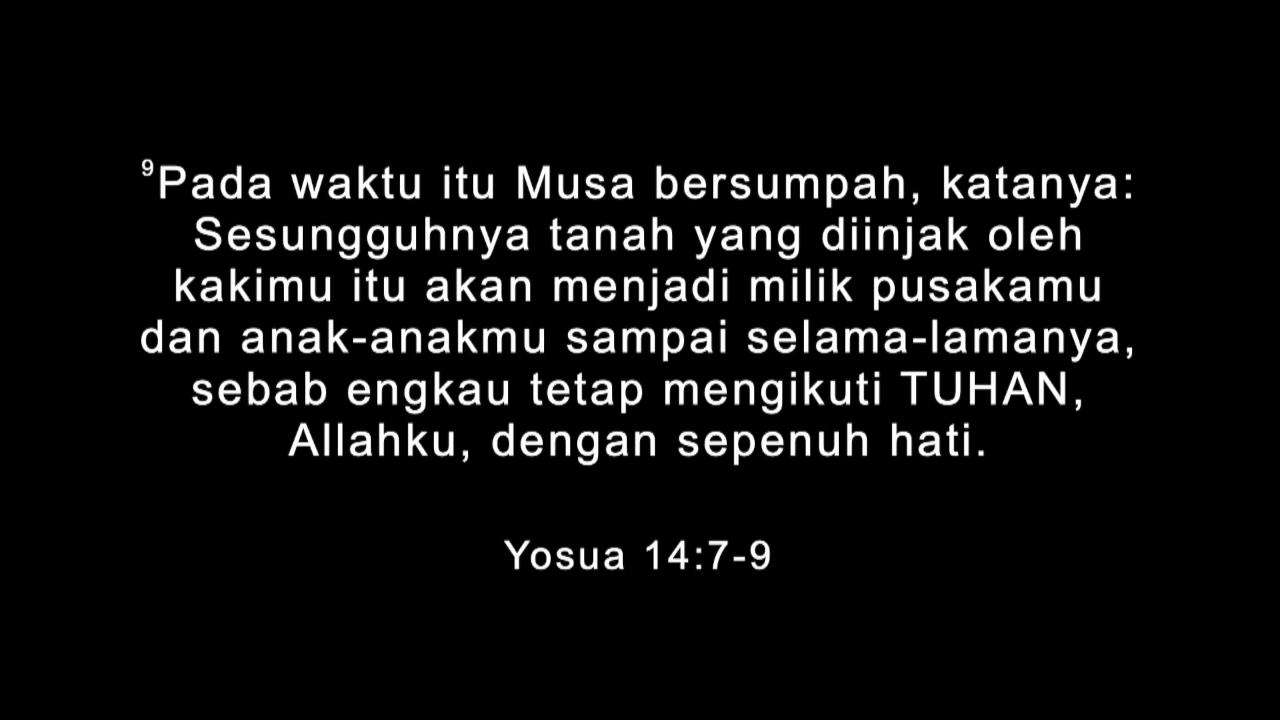 ⁹Pada waktu itu Musa bersumpah, katanya:
Sesungguhnya tanah yang diinjak oleh
kakimu itu akan menjadi milik pusakamu
dan anak-anakmu sampai selama-lamanya,
sebab engkau tetap mengikuti TUHAN,
Allahku, dengan sepenuh hati.
Yosua 14:7-9